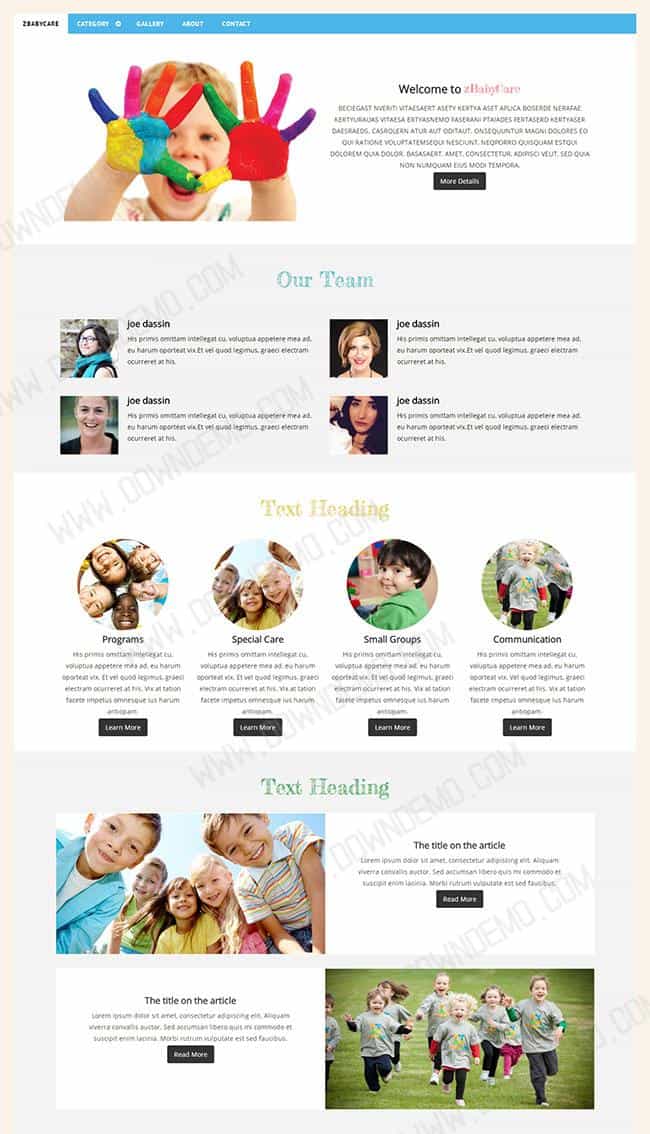 ZBABYCARE CATEGORY GALLERY ABOUT CONTACT
Welcome to zBabyCare
BECIEGAST NVERITI VITAESAERT ASETY KERTYA ASET APLICA BOSERDE NERAFAE
KERTYURAUAS VITAESA ERTYASNEMO FASERANI PTAIADES FERTASERD KERTYASER
DAESRAEDS, CASROLERN ATUR AUT ODITAUT. ONSEQUUNTUR MAGNI DOLORES EO
QUI RATIONE VOLUPTATEMSEQUI NESCIUNT. NEQPORRO QUISQUAM ESTQUI
DOLOREM QUIA DOLOR. BASASAERT. AMET, CONSECTETUR, ADIPISCI VEUT, SED QUIA
NON NUMQUAM EIUS MODI TEMPORA.
More Details
Our Team
joe dassin
His primis omittam intellegat cu, voluptua appetere mea ad,
eu harum oporteat vix.Et vel quod legimus, graeci electram
ocurreret at his.
joe dassin
His primis omittam intellegat cu, voluptua appetere mea ad,
eu harum oporteat vix.Et vel quod legimus, graeci electram
ocurreret at his.
joe dassin
His primis omittam intellegat cu, voluptua appetere mea ad,
eu harum oporteat vix.Et vel quod legimus, graeci electram
ocurreret at his.
joe dassin
His primis omittam intellegat cu, voluptua appetere mea ad,
eu harum oporteat vix.Et vel quod legimus, graeci electram
ocurreret at his.
Text Heading
Programs
His primis omittam intellegat cu,
voluptua appetere mea ad, eu harum
oporteat vix. Et vel quod legimus, graeci
electram ocurreret at his. Vix at tation
facete impetus omnesque ius harum
antiopam.
Learn More
Special Care
His primis omittam intellegat cu,
voluptua appetere mea ad, eu harum
oporteat vix. Et vel quod legimus, graeci
electram ocurreret at his. Vix at tation
facete impetus omnesque ius harum
antiopam.
Learn More
Small Groups
His primis omittam intellegat cu,
voluptua appetere mea ad, eu harum
oporteat vix. Et vel quod legimus, graeci
electram ocurreret at his. Vix at tation
facete impetus omnesque ius harum
antiopam.
Learn More
Communication
His primis omittam intellegat cu,
voluptua appetere mea ad, eu harum
oporteat vix. Vel quod legimus, graeci
electram ocurreret at his. Vix at tation
facete impetus omnesque ius harum
antiopam.
Learn More
Text Heading
The title on the article
Lorem ipsum dolor sit amet, consectetur adipiscing elit. Aliquam
viverra convallis auctor. Sed accumsan libero quis mauris
cursus suscipit. Morbi rutrum vulputate est, sed faucibus.
Read More
The title on the article
Lorem ipsum dolor sit amet, consectetur adipiscing elit. Aliquam
viverra convallis auctor. Sed accumsan libero quis mauris
cursus suscipit. Morbi rutrum vulputate est, sed faucibus.
Read More
WWW.DOWNDEMO.COM